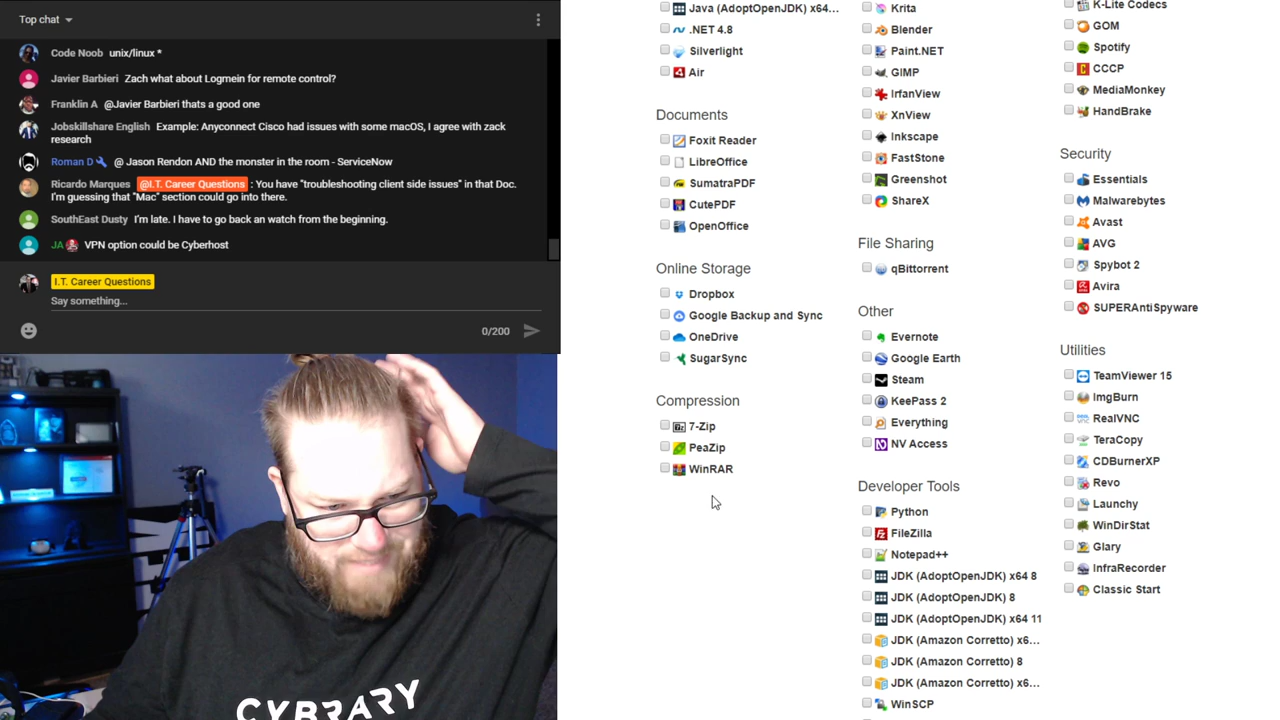 Top chat
Code Noob unix/linux *
Javier Barbieri Zach what about Logmein for remote control?
Franklin A @Javier Barbieri thats a good one
Jobskillshare English Example: Anyconnect Cisco had issues with some macOS, I agree with zack
research
Roman D @ Jason Rendon AND the monster in the room - ServiceNow
Ricardo Marques @I.T. Career Questions : You have "troubleshooting client side issues" in that Doc.
I'm guessing that "Mac" section could go into there.
SouthEast Dusty I'm late. I have to go back an watch from the beginning.
JA VPN option could be Cyberhost
I.T. Career Questions
Say something...
0/200
CYBRARY
Java (AdoptOpenJDK) x64...
.NET 4.8
Silverlight
Air
Documents
Foxit Reader
LibreOffice
SumatraPDF
CutePDF
OpenOffice
Online Storage
Dropbox
Google Backup and Sync
OneDrive
SugarSync
Compression
7-Zip
PeaZip
WinRAR
Krita
Blender
Paint.NET
GIMP
IrfanView
XnView
Inkscape
FastStone
Greenshot
ShareX
File Sharing
qBittorrent
Other
Evernote
Google Earth
Steam
KeePass 2
Everything
NV Access
Developer Tools
Python
FileZilla
Notepad++
JDK (AdoptOpenJDK) x64 8
JDK (AdoptOpenJDK) 8
JDK (AdoptOpenJDK) x64 11
JDK (Amazon Corretto) x6...
JDK (Amazon Corretto) 8
JDK (Amazon Corretto) x6...
WinSCP
K-Lite Codecs
GOM
Spotify
CCCP
MediaMonkey
HandBrake
Security
Essentials
Malwarebytes
Avast
AVG
Spybot 2
Avira
SUPERAntiSpyware
Utilities
TeamViewer 15
ImgBurn
RealVNC
TeraCopy
CDBurnerXP
Revo
Launchy
WinDirStat
Glary
InfraRecorder
Classic Start